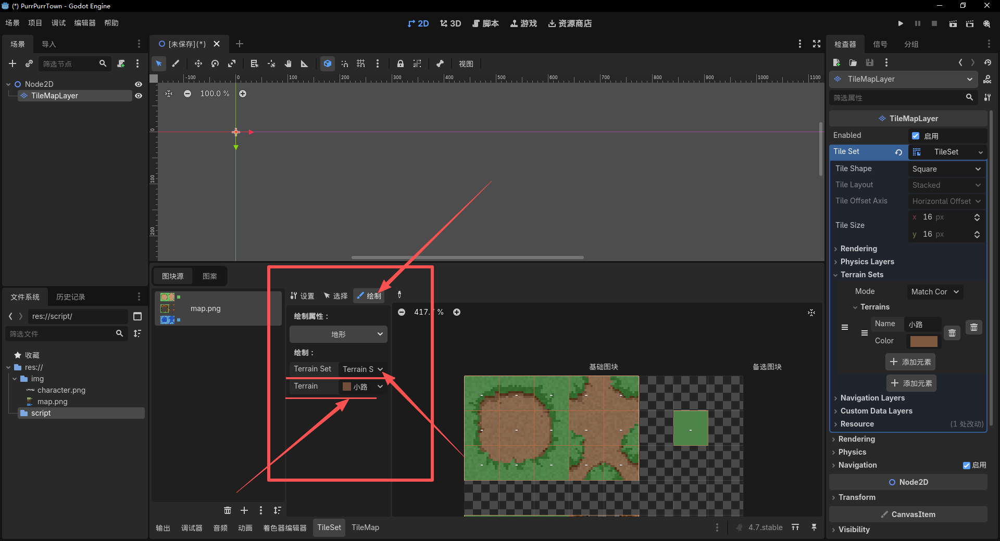 (*) PurrPurrTown - Godot Engine
场景 项目 调试 编辑器 帮助
2D 3D 脚本 游戏 资源商店
场景 导入
筛选节点
Node2D
TileMapLayer
[未保存](*)
视图
-100 0 100 200 300 400 500 600 700 800 900 1000 1100
0
100
200
100.0 %
文件系统 历史记录
res://script/
筛选文件
收藏
res://
img
character.png
map.png
script
图块源 图案
map.png
设置 选择 绘制
绘制属性：
地形
绘制：
Terrain Set Terrain S
Terrain 小路
417. %
基础图块 备选图块
输出 调试器 音频 动画 着色器编辑器 TileSet TileMap
4.7.stable
检查器 信号 分组
TileMapLayer
DOC
筛选属性
TileMapLayer
Enabled 启用
Tile Set TileSet
Tile Shape Square
Tile Layout Stacked
Tile Offset Axis Horizontal Offset
Tile Size x 16 px
y 16 px
Rendering
Physics Layers
Terrain Sets
Mode Match Cor
Terrains
Name 小路
Color
添加元素
添加元素
Navigation Layers
Custom Data Layers
Resource (1 处改动)
Rendering
Physics
Navigation 启用
Node2D
Transform
CanvasItem
Visibility